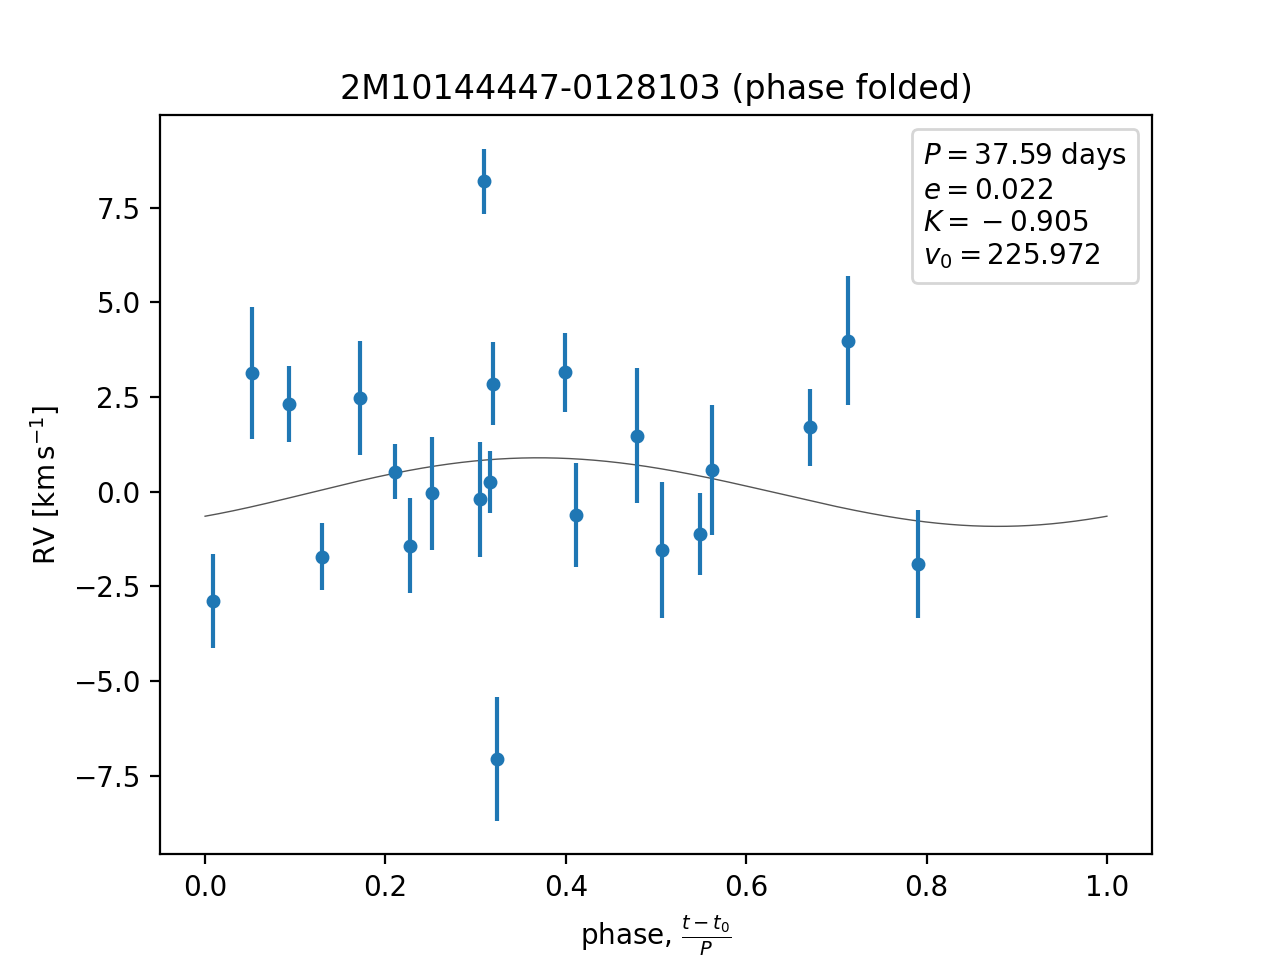 2M10144447-0128103 (phase folded)
P = 37.59 days
e = 0.022
K = −0.905
v₀ = 225.972
RV [km s⁻¹]
7.5
5.0
2.5
0.0
−2.5
−5.0
−7.5
0.0 0.2 0.4 0.6 0.8 1.0
phase, (t − t₀)/P